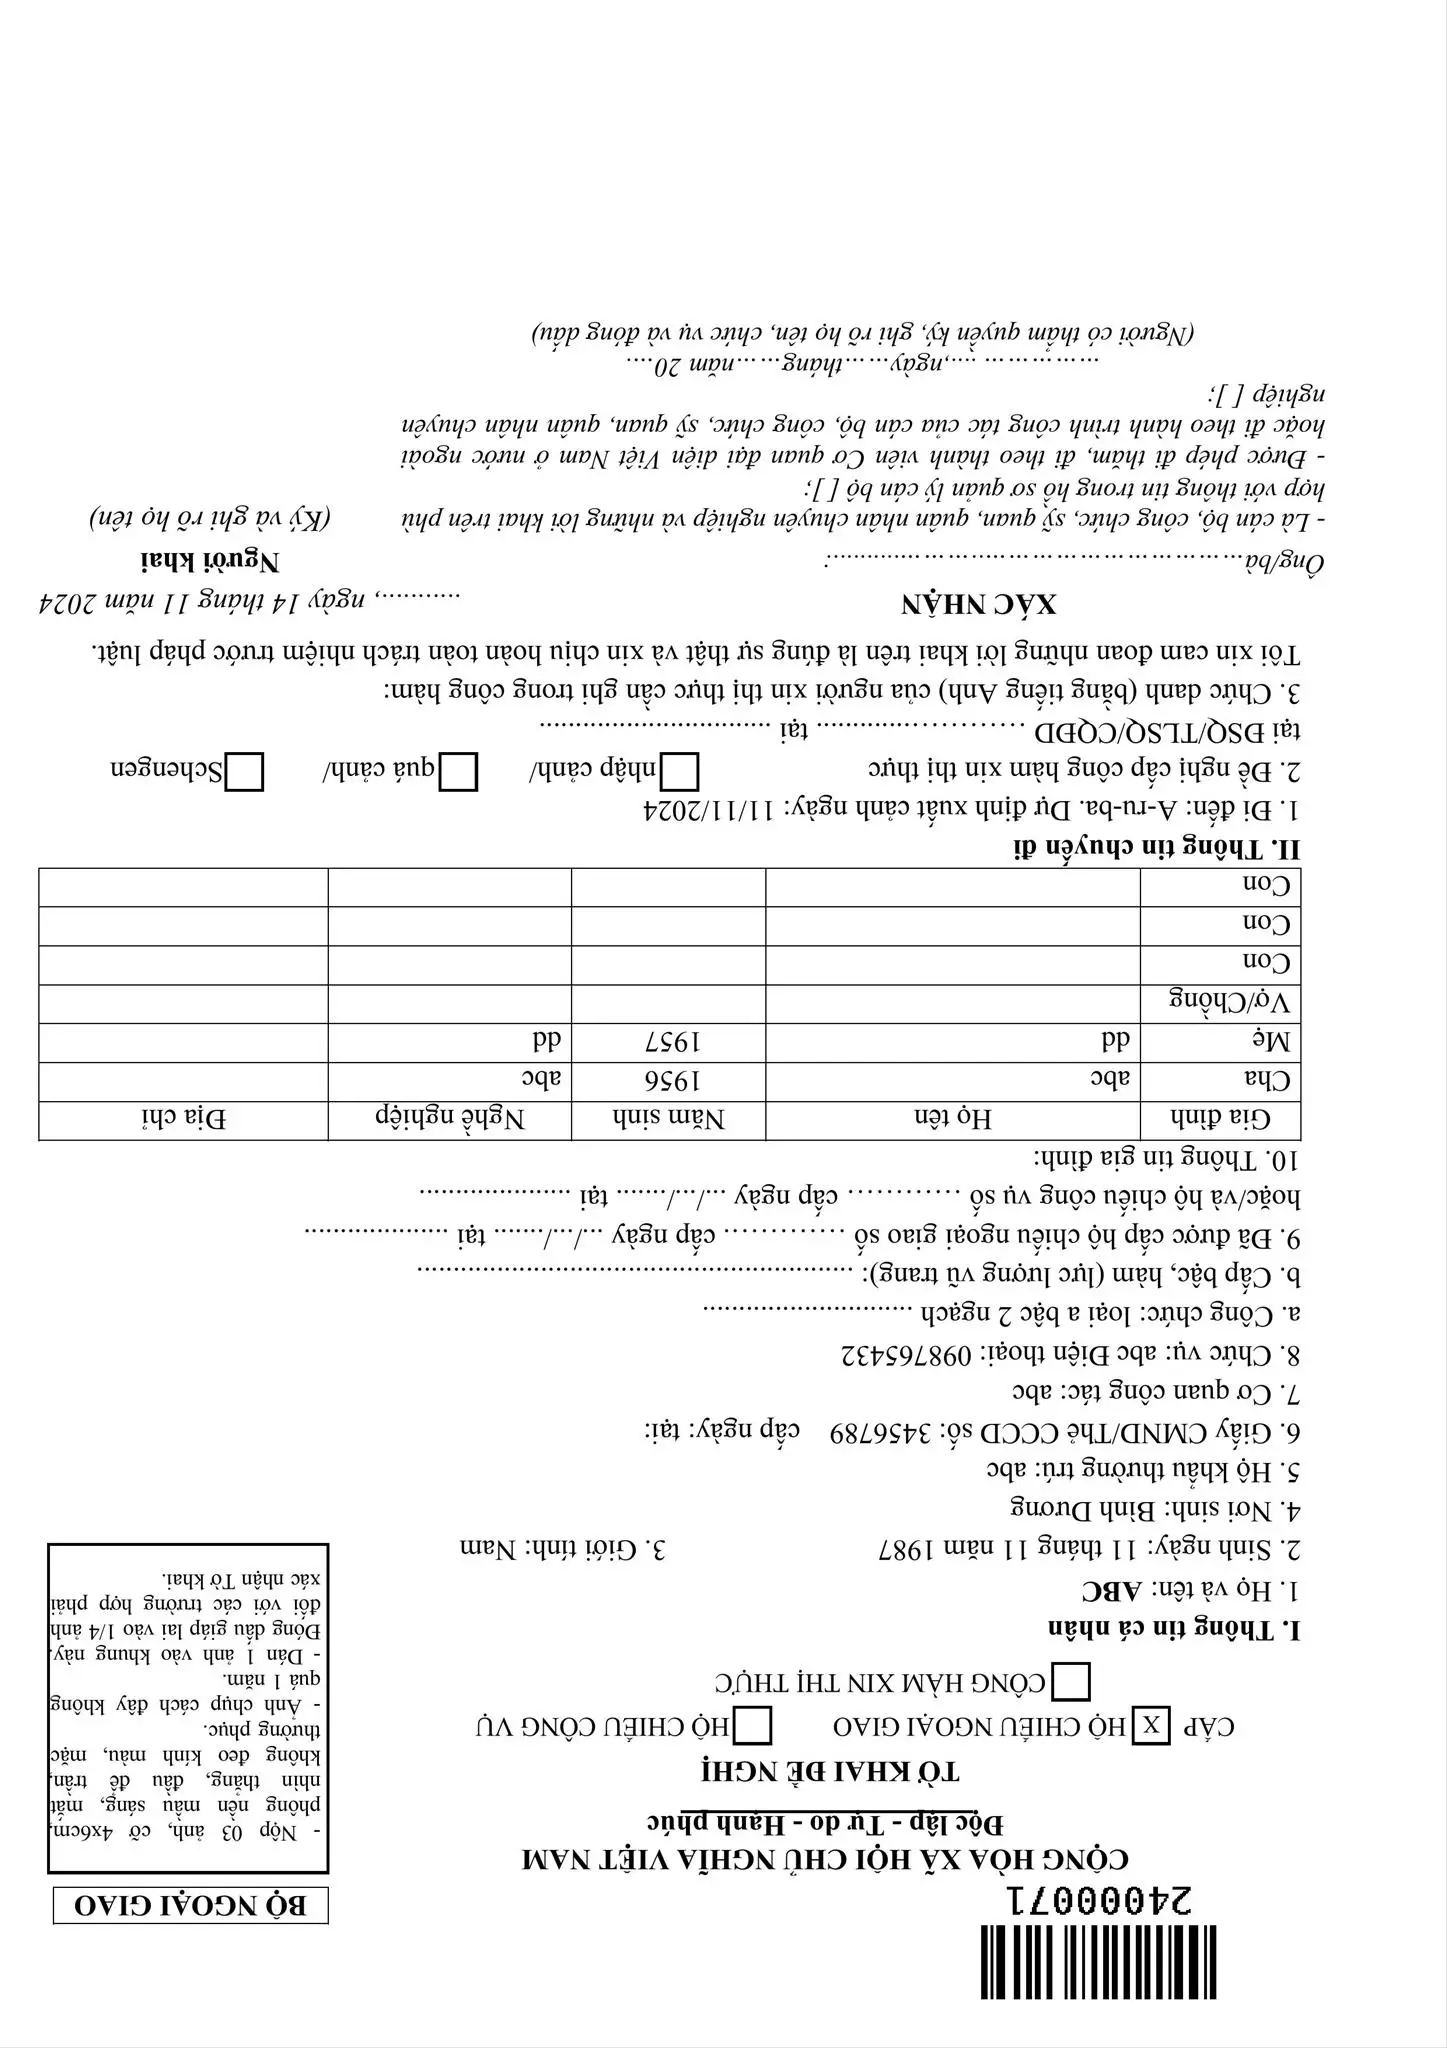 24000071
BỘ NGOẠI GIAO
CỘNG HÒA XÃ HỘI CHỦ NGHĨA VIỆT NAM
Độc lập - Tự do - Hạnh phúc
TỜ KHAI ĐỀ NGHỊ
CẤP X HỘ CHIẾU NGOẠI GIAO HỘ CHIẾU CÔNG VỤ
CÔNG HÀM XIN THỊ THỰC
- Nộp 03 ảnh, cỡ 4x6cm,
phông nền màu sáng, mắt
nhìn thẳng, đầu để trần,
không đeo kính màu, mặc
thường phục.
- Ảnh chụp cách đây không
quá 1 năm.
- Dán 1 ảnh vào khung này.
Đóng dấu giáp lai vào 1/4 ảnh
đối với các trường hợp phải
xác nhận Tờ khai.
I. Thông tin cá nhân
1. Họ và tên: ABC
2. Sinh ngày: 11 tháng 11 năm 1987 3. Giới tính: Nam
4. Nơi sinh: Bình Dương
5. Hộ khẩu thường trú: abc
6. Giấy CMND/Thẻ CCCD số: 3456789 cấp ngày: tại:
7. Cơ quan công tác: abc
8. Chức vụ: abc Điện thoại: 098765432
a. Công chức: loại a bậc 2 ngạch .............................
b. Cấp bậc, hàm (lực lượng vũ trang): ............................................................
9. Đã được cấp hộ chiếu ngoại giao số ………… cấp ngày .../.../....... tại ....................
hoặc/và hộ chiếu công vụ số ………… cấp ngày .../.../....... tại .....................
10. Thông tin gia đình:
Gia đình Họ tên Năm sinh Nghề nghiệp Địa chỉ
Cha abc 1956 abc
Mẹ dd 1957 dd
Vợ/Chồng
Con
Con
Con
II. Thông tin chuyến đi
1. Đi đến: A-ru-ba. Dự định xuất cảnh ngày: 11/11/2024
2. Đề nghị cấp công hàm xin thị thực nhập cảnh/ quá cảnh/ Schengen
tại ĐSQ/TLSQ/CQĐD ………….............. tại ................................
3. Chức danh (bằng tiếng Anh) của người xin thị thực cần ghi trong công hàm:
Tôi xin cam đoan những lời khai trên là đúng sự thật và xin chịu hoàn toàn trách nhiệm trước pháp luật.
XÁC NHẬN
Ông/bà………………………………………………………..:
- Là cán bộ, công chức, sỹ quan, quân nhân chuyên nghiệp và những lời khai trên phù
hợp với thông tin trong hồ sơ quản lý cán bộ [ ];
- Được phép đi thăm, đi theo thành viên Cơ quan đại diện Việt Nam ở nước ngoài
hoặc đi theo hành trình công tác của cán bộ, công chức, sỹ quan, quân nhân chuyên
nghiệp [ ];
… … … … … ….,ngày… …tháng… …năm 20….
(Người có thẩm quyền ký, ghi rõ họ tên, chức vụ và đóng dấu)
..........., ngày 14 tháng 11 năm 2024
Người khai
(Ký và ghi rõ họ tên)